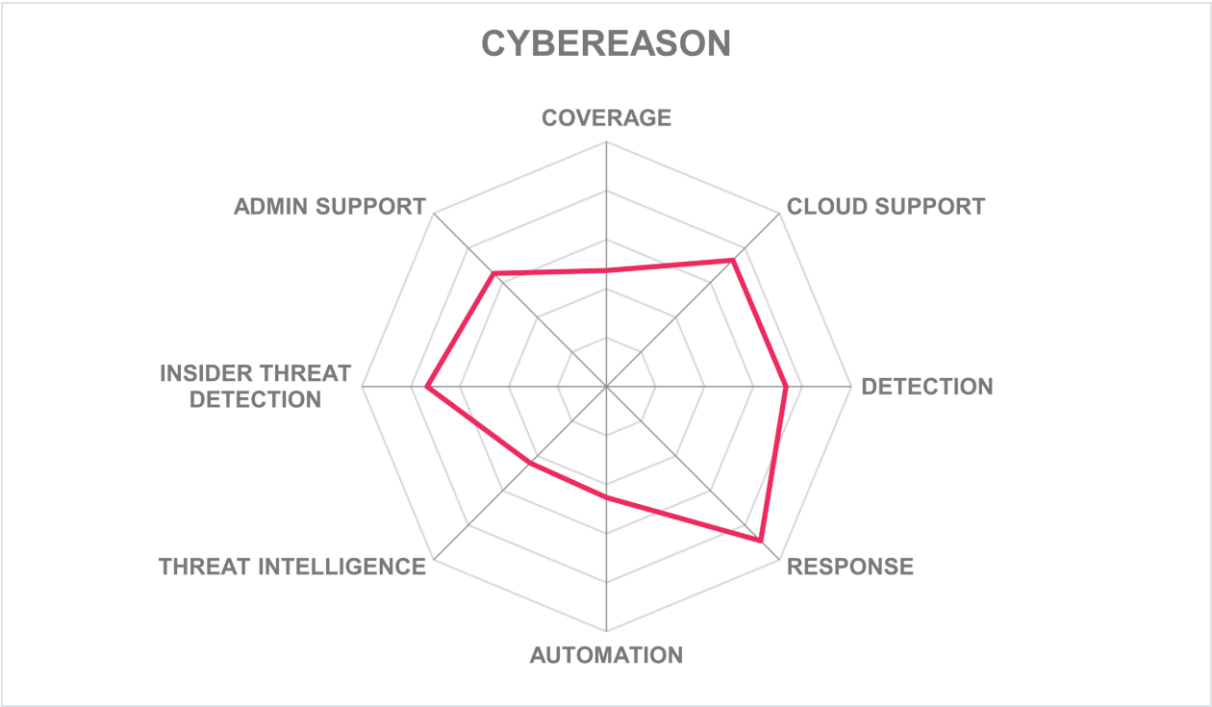 CYBEREASON
COVERAGE
ADMIN SUPPORT
CLOUD SUPPORT
INSIDER THREAT
DETECTION
DETECTION
THREAT INTELLIGENCE
RESPONSE
AUTOMATION